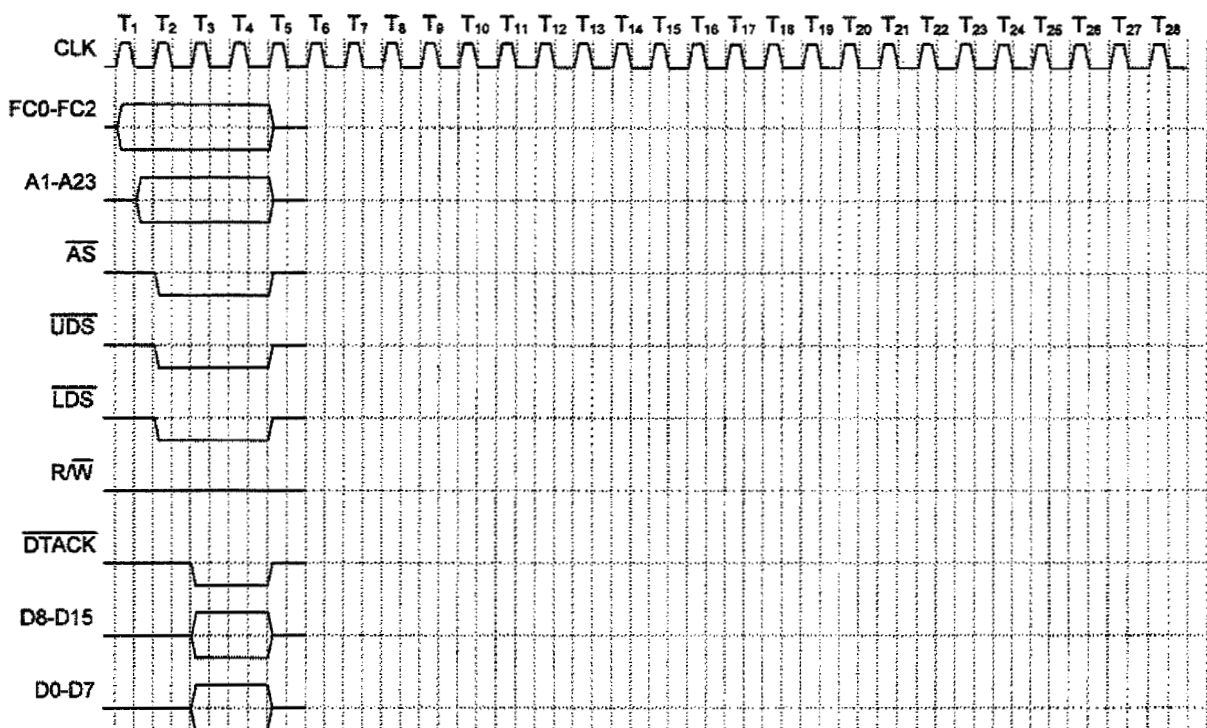 T1 T2 T3 T4 T5 T6 T7 T8 T9 T10 T11 T12 T13 T14 T15 T16 T17 T18 T19 T20 T21 T22 T23 T24 T25 T26 T27 T28
CLK
FC0-FC2
A1-A23
AS
UDS
LDS
R/W
DTACK
D8-D15
D0-D7